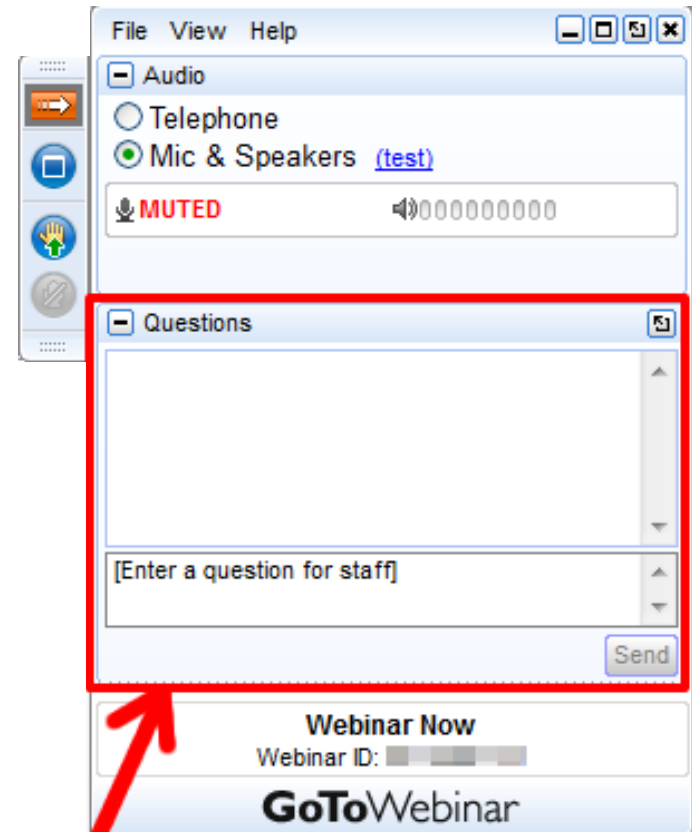 File View Help
Audio
Telephone
Mic & Speakers (test)
MUTED
Questions
[Enter a question for staff]
Send
Webinar Now
Webinar ID:
GoToWebinar